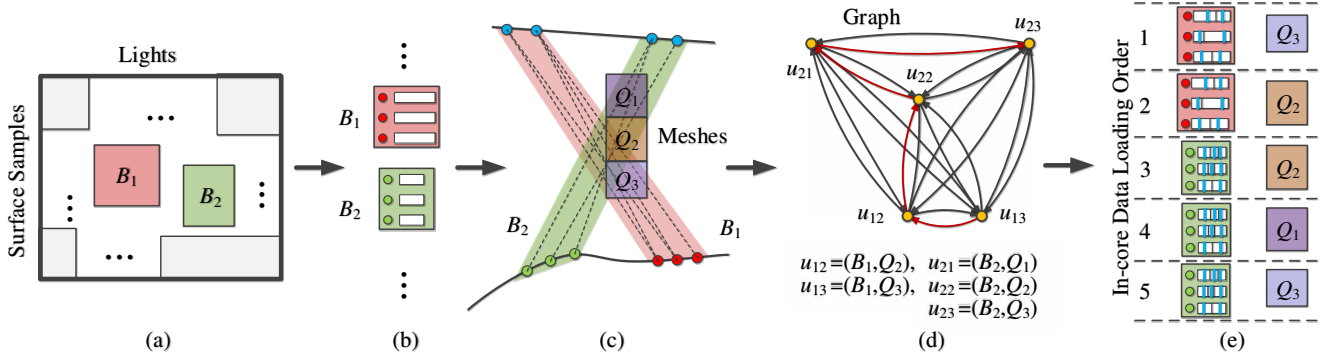 Lights
Surface Samples
B₁
B₂
(a)
B₁
B₂
(b)
Q₁
Q₂
Q₃
Meshes
B₂
B₁
(c)
Graph
u₂₃
u₂₁
u₂₂
u₁₂
u₁₃
u₁₂=(B₁,Q₂), u₂₁=(B₂,Q₁)
u₁₃=(B₁,Q₃), u₂₂=(B₂,Q₂)
u₂₃=(B₂,Q₃)
(d)
In-core Data Loading Order
1 Q₃
2 Q₂
3 Q₂
4 Q₁
5 Q₃
(e)